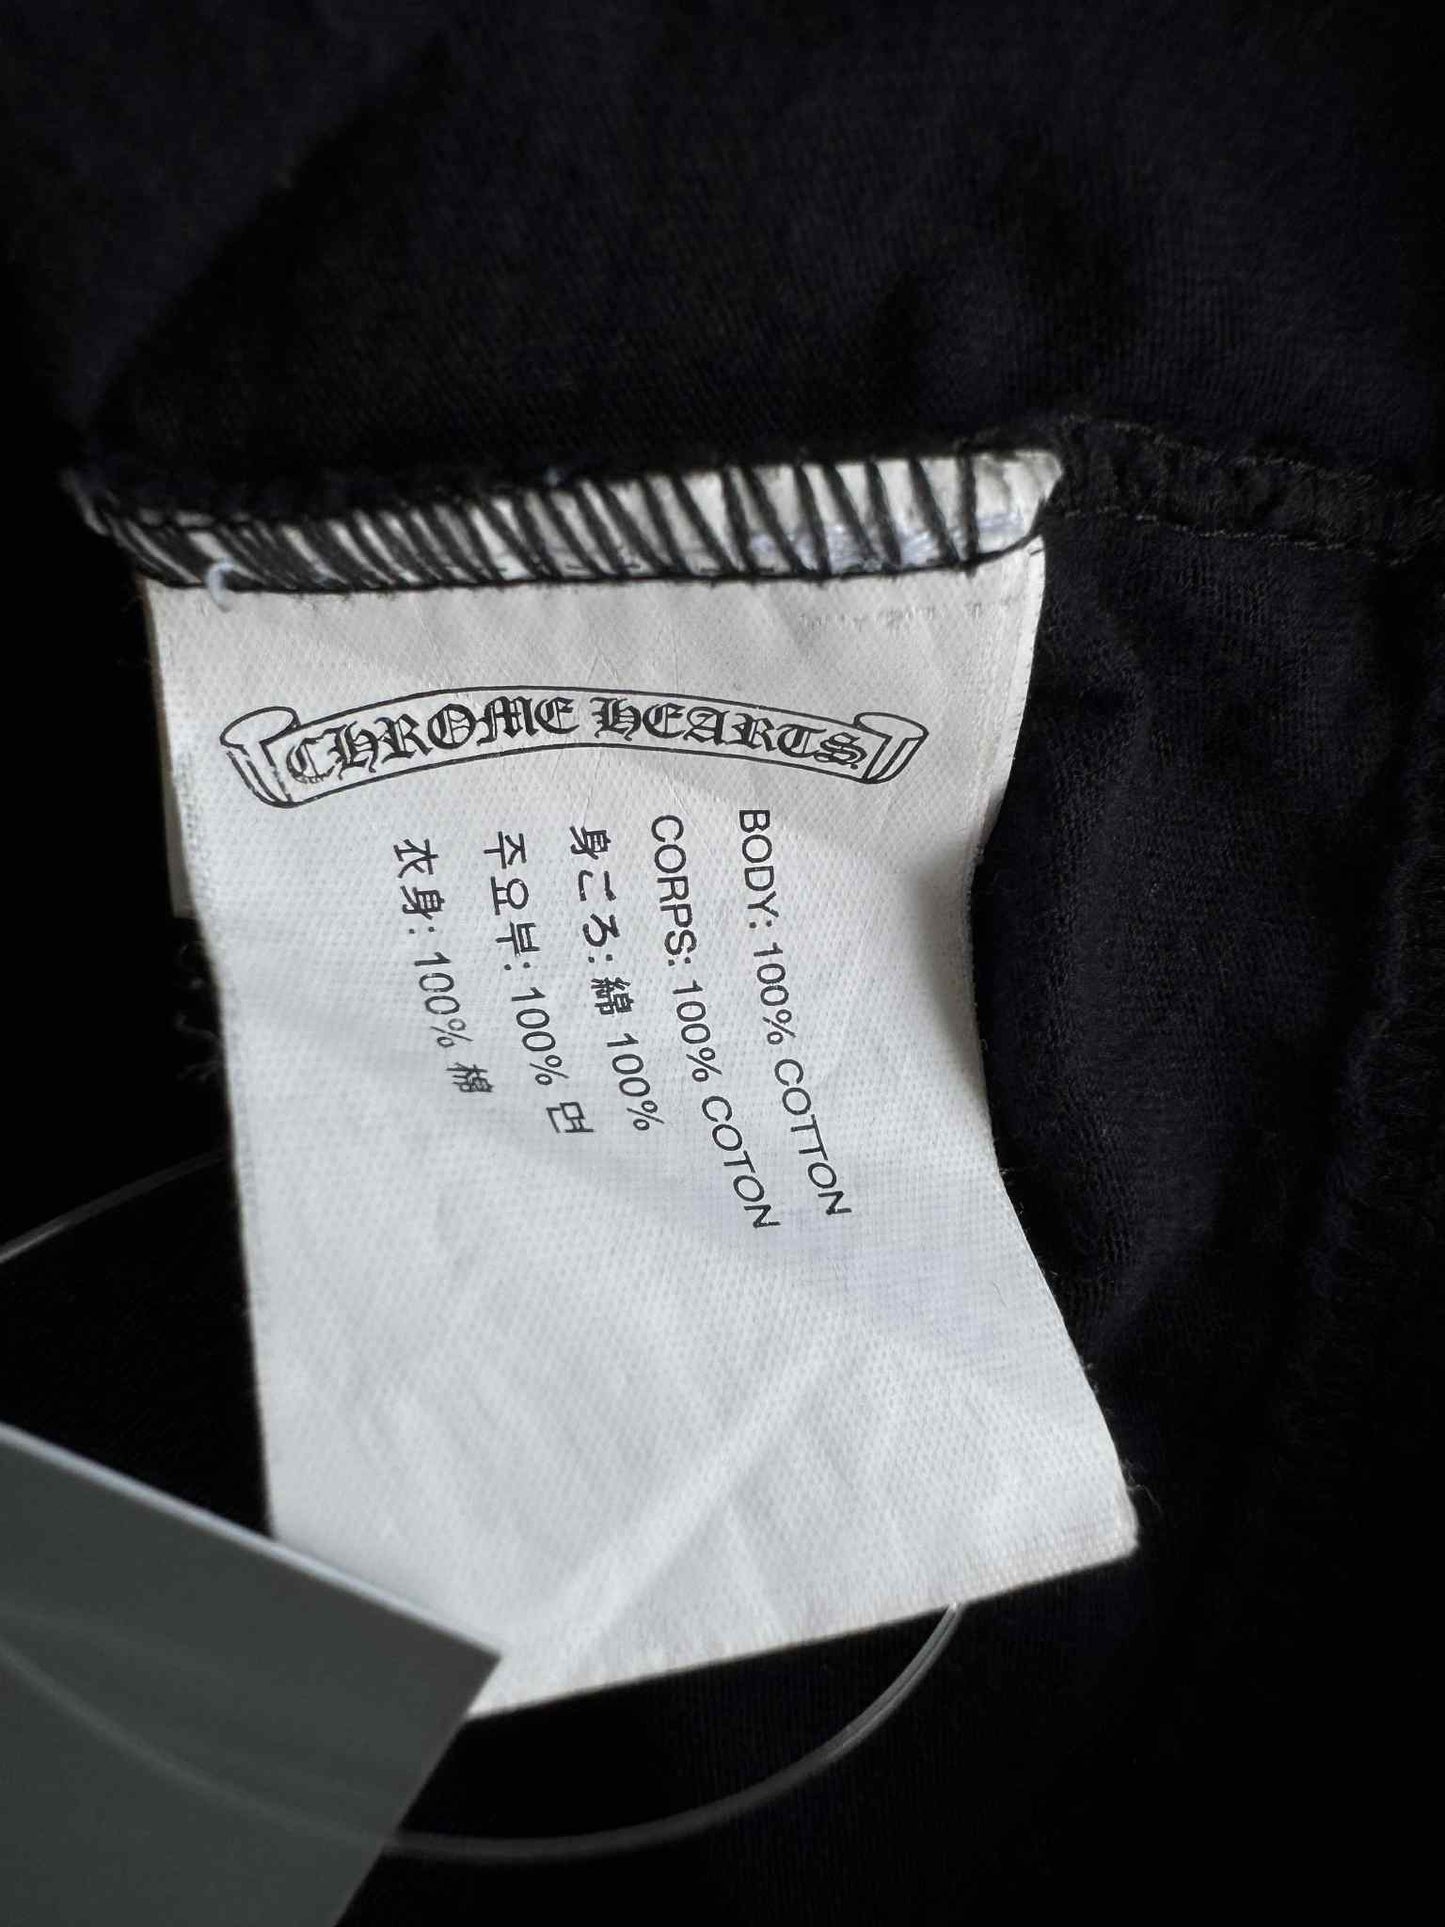 CHROME HEARTS
BODY: 100% COTTON
CORPS: 100% COTON
身ごろ: 綿 100%
주요부: 100% 면
衣身: 100% 棉